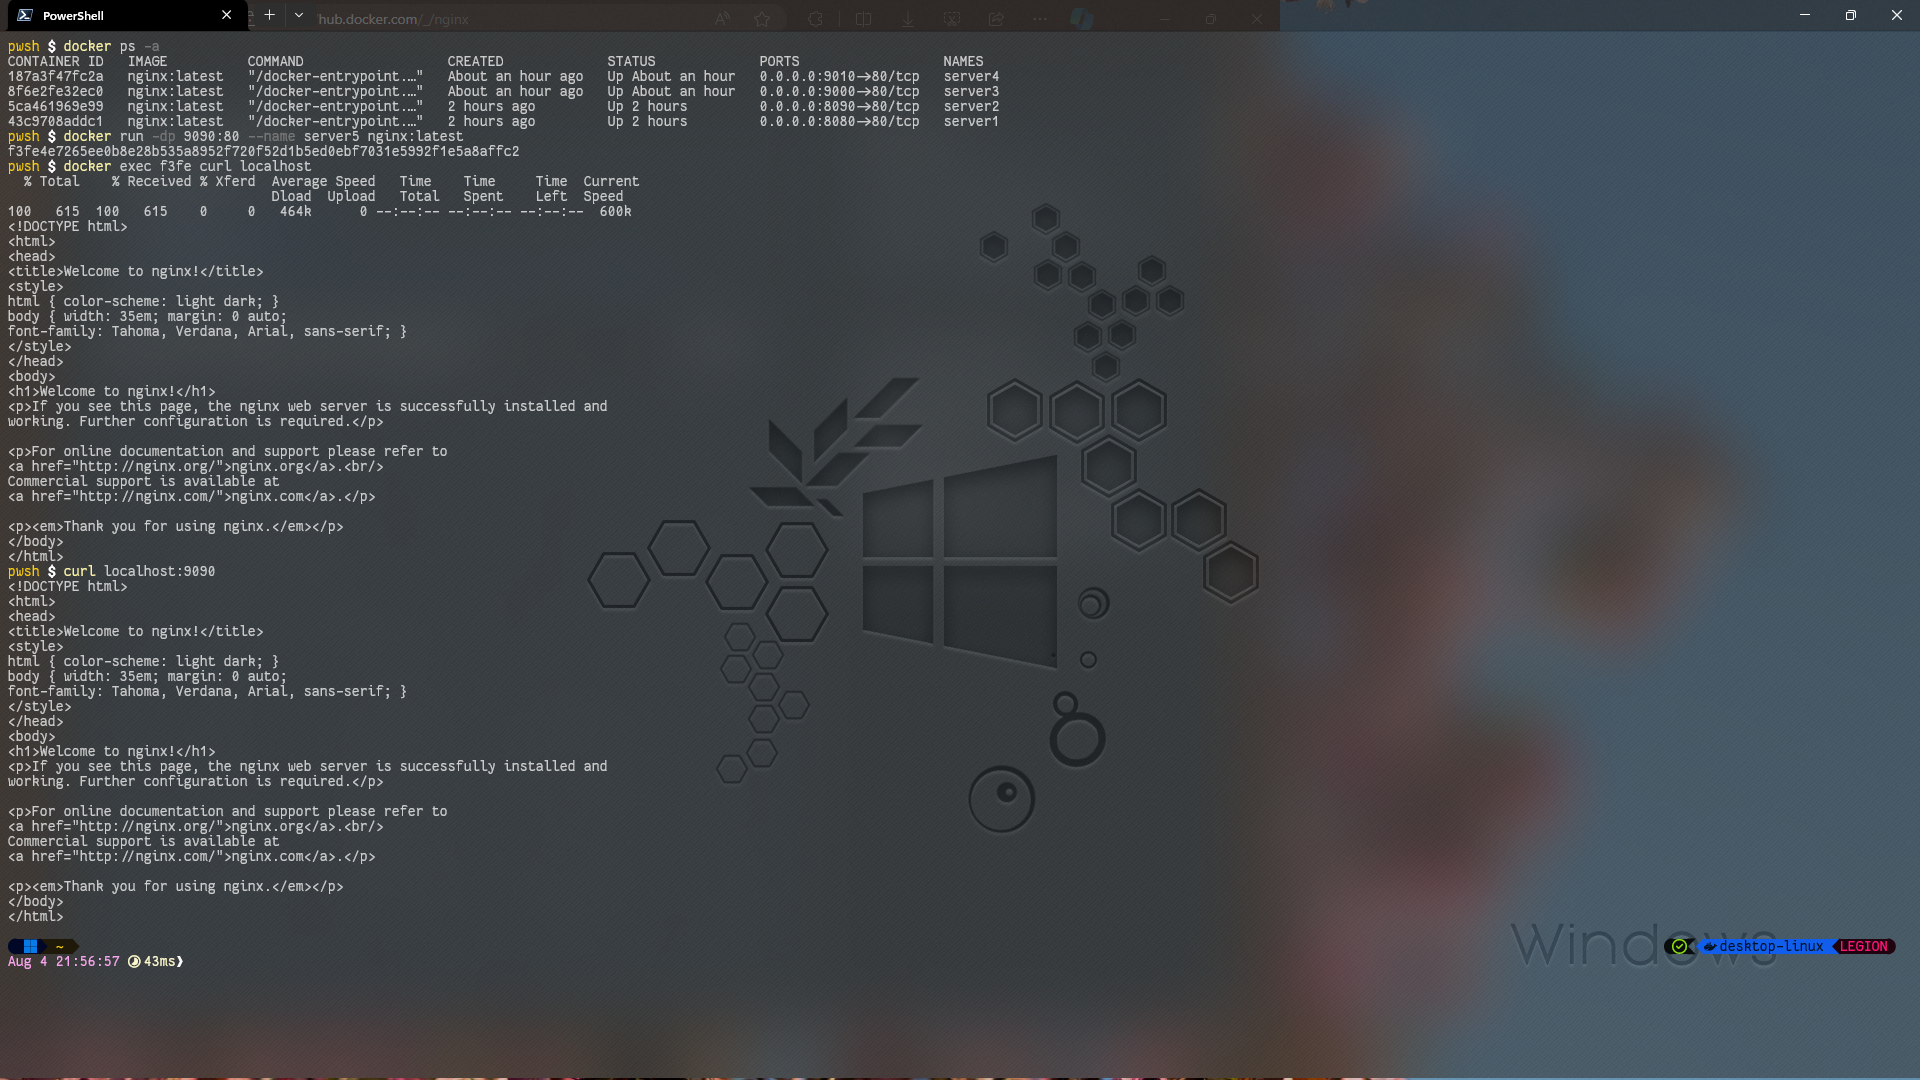 PowerShell
hub.docker.com/_/nginx
pwsh $ docker ps -a
CONTAINER ID   IMAGE          COMMAND                  CREATED             STATUS             PORTS                  NAMES
187a3f47fc2a   nginx:latest   "/docker-entrypoint.…"   About an hour ago   Up About an hour   0.0.0.0:9010->80/tcp   server4
8f6e2fe32ec0   nginx:latest   "/docker-entrypoint.…"   About an hour ago   Up About an hour   0.0.0.0:9000->80/tcp   server3
5ca461969e99   nginx:latest   "/docker-entrypoint.…"   2 hours ago         Up 2 hours         0.0.0.0:8090->80/tcp   server2
43c9708addc1   nginx:latest   "/docker-entrypoint.…"   2 hours ago         Up 2 hours         0.0.0.0:8080->80/tcp   server1
pwsh $ docker run -dp 9090:80 --name server5 nginx:latest
f3fe4e7265ee0b8e28b535a8952f720f52d1b5ed0ebf7031e5992f1e5a8affc2
pwsh $ docker exec f3fe curl localhost
  % Total    % Received % Xferd  Average Speed   Time    Time     Time  Current
                                 Dload  Upload   Total   Spent    Left  Speed
100   615  100   615    0     0   464k      0 --:--:-- --:--:-- --:--:--  600k
<!DOCTYPE html>
<html>
<head>
<title>Welcome to nginx!</title>
<style>
html { color-scheme: light dark; }
body { width: 35em; margin: 0 auto;
font-family: Tahoma, Verdana, Arial, sans-serif; }
</style>
</head>
<body>
<h1>Welcome to nginx!</h1>
<p>If you see this page, the nginx web server is successfully installed and
working. Further configuration is required.</p>
<p>For online documentation and support please refer to
<a href="http://nginx.org/">nginx.org</a>.<br/>
Commercial support is available at
<a href="http://nginx.com/">nginx.com</a>.</p>
<p><em>Thank you for using nginx.</em></p>
</body>
</html>
pwsh $ curl localhost:9090
<!DOCTYPE html>
<html>
<head>
<title>Welcome to nginx!</title>
<style>
html { color-scheme: light dark; }
body { width: 35em; margin: 0 auto;
font-family: Tahoma, Verdana, Arial, sans-serif; }
</style>
</head>
<body>
<h1>Welcome to nginx!</h1>
<p>If you see this page, the nginx web server is successfully installed and
working. Further configuration is required.</p>
<p>For online documentation and support please refer to
<a href="http://nginx.org/">nginx.org</a>.<br/>
Commercial support is available at
<a href="http://nginx.com/">nginx.com</a>.</p>
<p><em>Thank you for using nginx.</em></p>
</body>
</html>
~ desktop-linux LEGION
Aug 4 21:56:57 43ms❯
Windows